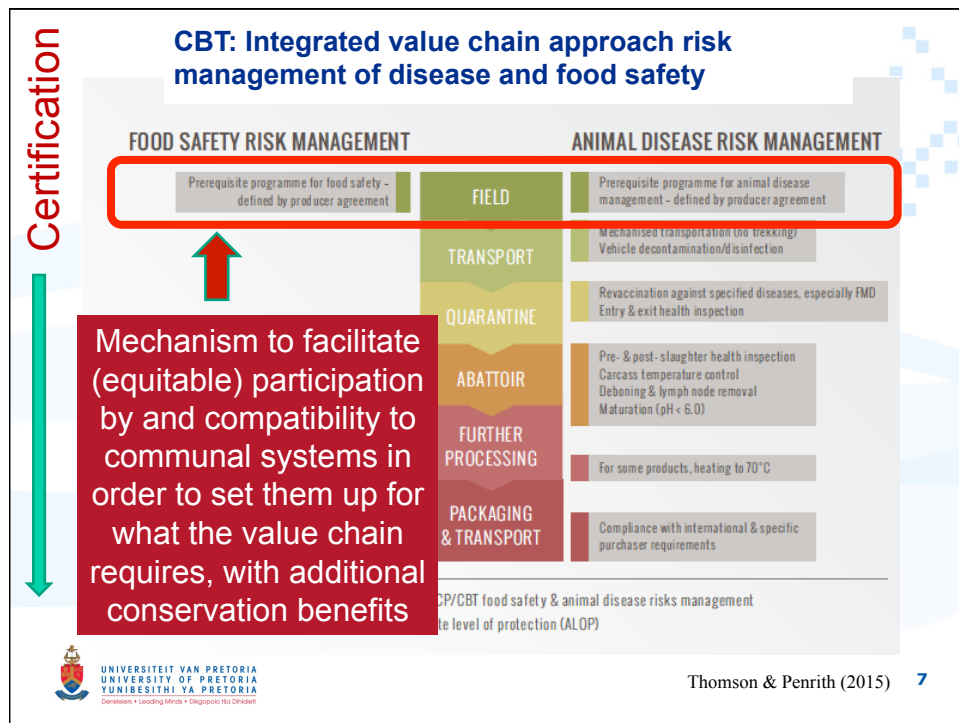 Certification
CBT: Integrated value chain approach risk
management of disease and food safety
FOOD SAFETY RISK MANAGEMENT
ANIMAL DISEASE RISK MANAGEMENT
Prerequisite programme for food safety –
defined by producer agreement
FIELD
Prerequisite programme for animal disease
management – defined by producer agreement
TRANSPORT
Mechanised transportation (no trekking)
Vehicle decontamination/disinfection
QUARANTINE
Revaccination against specified diseases, especially FMD
Entry & exit health inspection
ABATTOIR
Pre- & post- slaughter health inspection
Carcass temperature control
Deboning & lymph node removal
Maturation (pH < 6.0)
FURTHER
PROCESSING
For some products, heating to 70°C
PACKAGING
& TRANSPORT
Compliance with international & specific
purchaser requirements
Mechanism to facilitate
(equitable) participation
by and compatibility to
communal systems in
order to set them up for
what the value chain
requires, with additional
conservation benefits
CP/CBT food safety & animal disease risks management
te level of protection (ALOP)
UNIVERSITEIT VAN PRETORIA
UNIVERSITY OF PRETORIA
YUNIBESITHI YA PRETORIA
Denkleiers • Leading Minds • Dikgopolo tša Dihlalefi
Thomson & Penrith (2015)
7